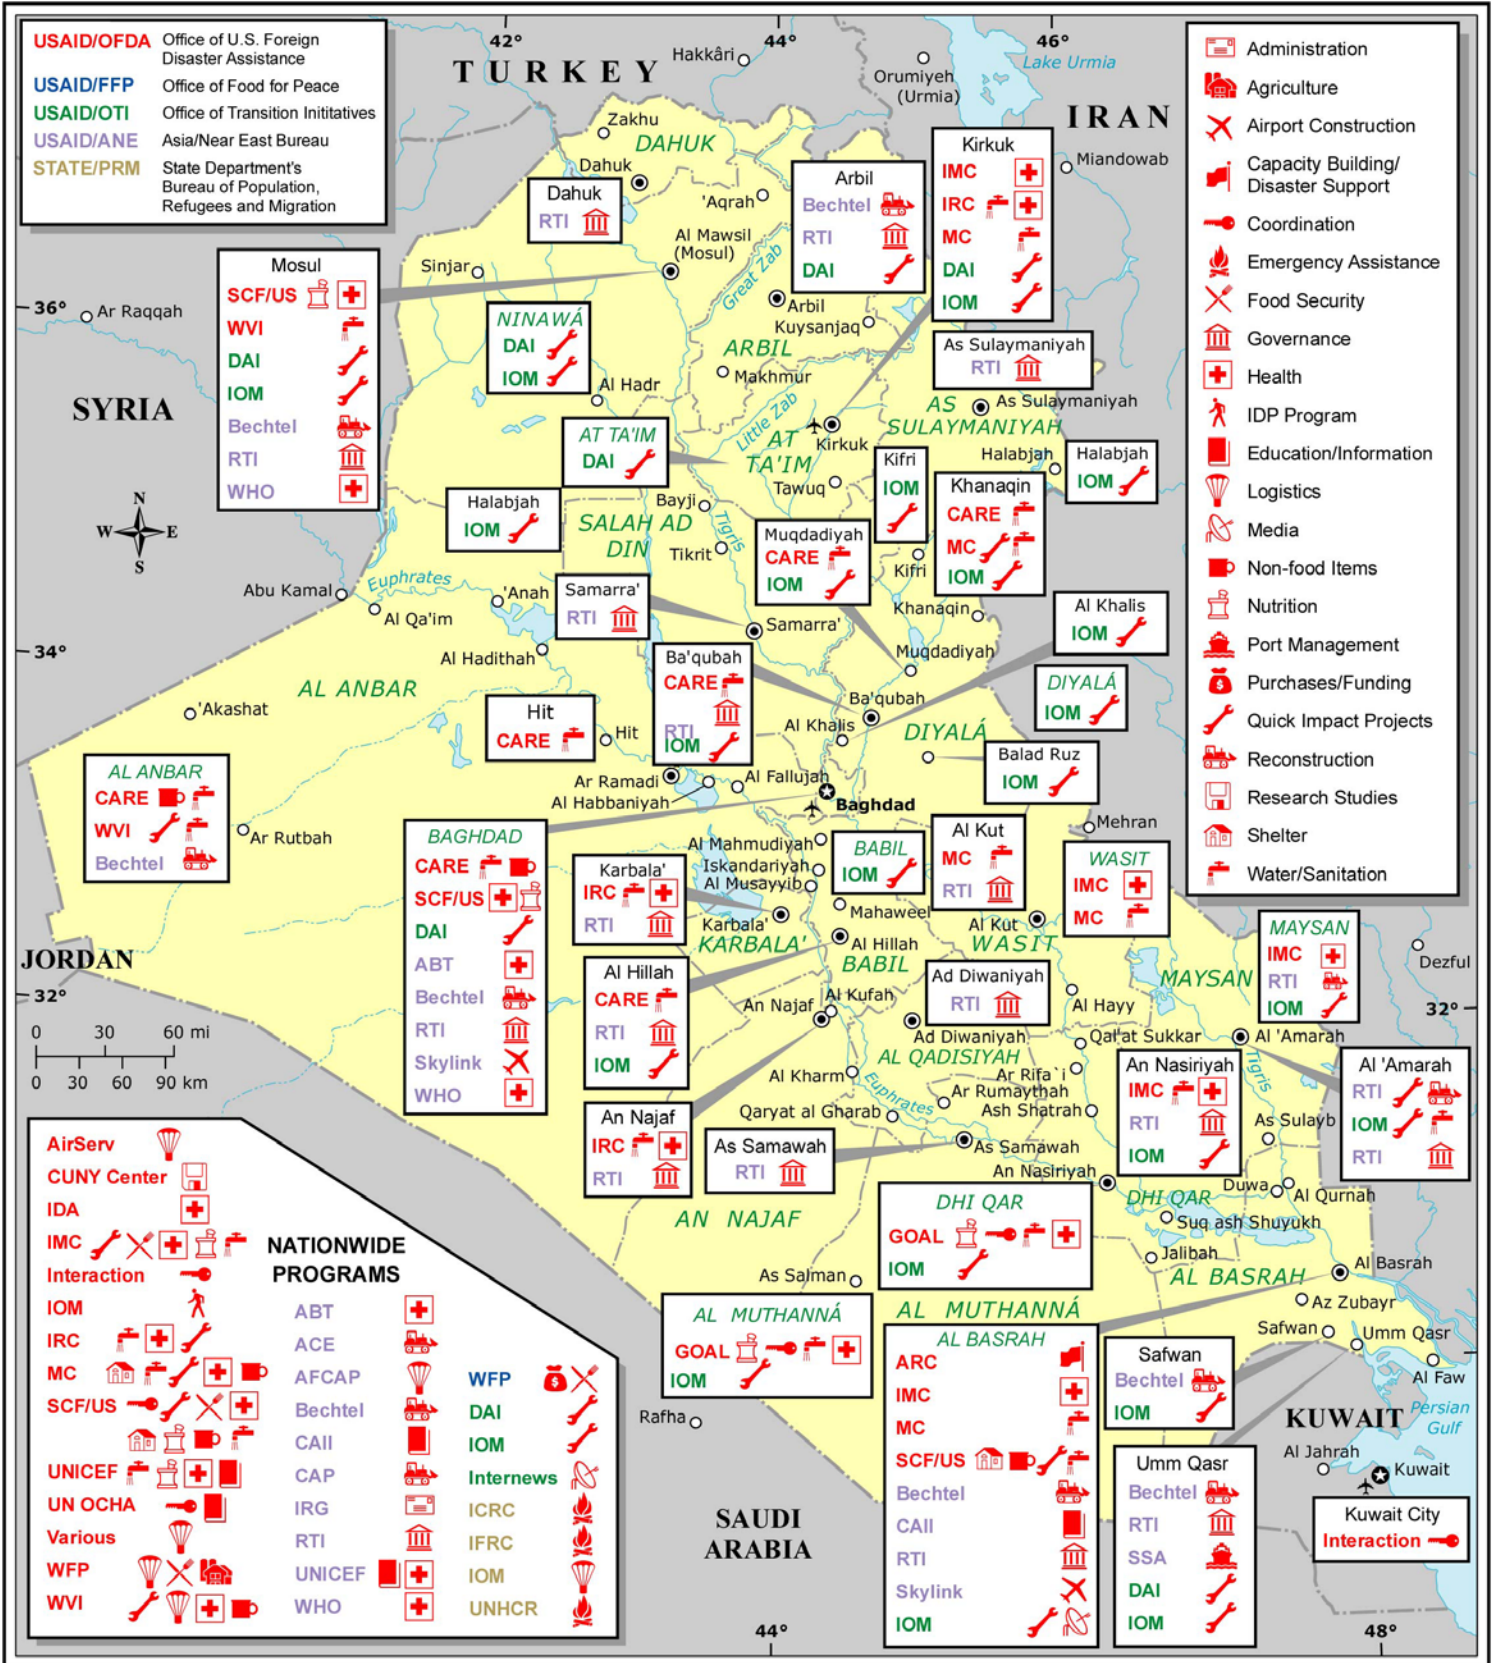 USAID/OFDA Office of U.S. Foreign
Disaster Assistance
USAID/FFP Office of Food for Peace
USAID/OTI Office of Transition Inititatives
USAID/ANE Asia/Near East Bureau
STATE/PRM State Department's
Bureau of Population,
Refugees and Migration
42°
44°
46°
TURKEY
Hakkâri
Orumiyeh
(Urmia)
Lake Urmia
IRAN
Miandowab
Administration
Agriculture
Airport Construction
Capacity Building/
Disaster Support
Coordination
Emergency Assistance
Food Security
Governance
Health
IDP Program
Education/Information
Logistics
Media
Non-food Items
Nutrition
Port Management
Purchases/Funding
Quick Impact Projects
Reconstruction
Research Studies
Shelter
Water/Sanitation
Zakhu
DAHUK
Dahuk
Dahuk
RTI
'Aqrah
Al Mawsil
(Mosul)
Sinjar
Great Zab
Arbil
Bechtel
RTI
DAI
Kirkuk
IMC
IRC
MC
DAI
IOM
Mosul
SCF/US
WVI
DAI
IOM
Bechtel
RTI
WHO
36°
Ar Raqqah
SYRIA
NINAWÁ
DAI
IOM
Arbil
Kuysanjaq
ARBIL
Makhmur
As Sulaymaniyah
RTI
Al Hadr
Little Zab
AS
SULAYMANIYAH
As Sulaymaniyah
AT TA'IM
DAI
AT
TA'IM
Kirkuk
Tawuq
Kifri
IOM
Halabjah
Halabjah
IOM
Khanaqin
CARE
MC
IOM
N
W E
S
Halabjah
IOM
Bayji
SALAH AD
DIN
Tigris
Tikrit
Muqdadiyah
CARE
IOM
Kifri
Khanaqin
Abu Kamal
Euphrates
Al Qa'im
'Anah
Samarra'
RTI
Samarra'
Al Khalis
IOM
34°
Al Hadithah
Muqdadiyah
AL ANBAR
'Akashat
Ba'qubah
CARE
RTI
IOM
Ba'qubah
Al Khalis
DIYALÁ
IOM
DIYALÁ
Hit
CARE
Hit
Balad Ruz
IOM
AL ANBAR
CARE
WVI
Bechtel
Ar Ramadi
Al Fallujah
Al Habbaniyah
Baghdad
Ar Rutbah
Mehran
BAGHDAD
CARE
SCF/US
DAI
ABT
Bechtel
RTI
Skylink
WHO
Al Mahmudiyah
Iskandariyah
Al Musayyib
BABIL
IOM
Al Kut
MC
RTI
WASIT
IMC
MC
Karbala'
IRC
RTI
Karbala'
KARBALA'
Mahaweel
Al Hillah
BABIL
Al Kut
WASIT
MAYSAN
MAYSAN
IMC
RTI
IOM
Dezful
JORDAN
32°
32°
Al Hillah
CARE
RTI
IOM
An Najaf
Al Kufah
Ad Diwaniyah
RTI
Ad Diwaniyah
Al Hayy
Qal'at Sukkar
Al 'Amarah
0 30 60 mi
0 30 60 90 km
AL QADISIYAH
Al Kharm
Euphrates
Ar Rifa`i
Ar Rumaythah
Ash Shatrah
Qaryat al Gharab
An Nasiriyah
IMC
RTI
IOM
Tigris
As Sulayb
Al 'Amarah
RTI
IOM
RTI
An Najaf
IRC
RTI
As Samawah
RTI
As Samawah
An Nasiriyah
Duwa
Al Qurnah
DHI QAR
Suq ash Shuyukh
Jalibah
AN NAJAF
DHI QAR
GOAL
IOM
As Salman
AL BASRAH
Al Basrah
Az Zubayr
Safwan
Umm Qasr
Al Faw
AL MUTHANNÁ
GOAL
IOM
AL MUTHANNÁ
AL BASRAH
ARC
IMC
MC
SCF/US
Bechtel
CAII
RTI
Skylink
IOM
Safwan
Bechtel
IOM
Umm Qasr
Bechtel
RTI
SSA
DAI
IOM
KUWAIT
Persian
Gulf
Al Jahrah
Kuwait
Kuwait City
Interaction
Rafha
SAUDI
ARABIA
AirServ
CUNY Center
IDA
IMC
Interaction
IOM
IRC
MC
SCF/US
UNICEF
UN OCHA
Various
WFP
WVI
NATIONWIDE
PROGRAMS
ABT
ACE
AFCAP
Bechtel
CAII
CAP
IRG
RTI
UNICEF
WHO
WFP
DAI
IOM
Internews
ICRC
IFRC
IOM
UNHCR
44°
48°